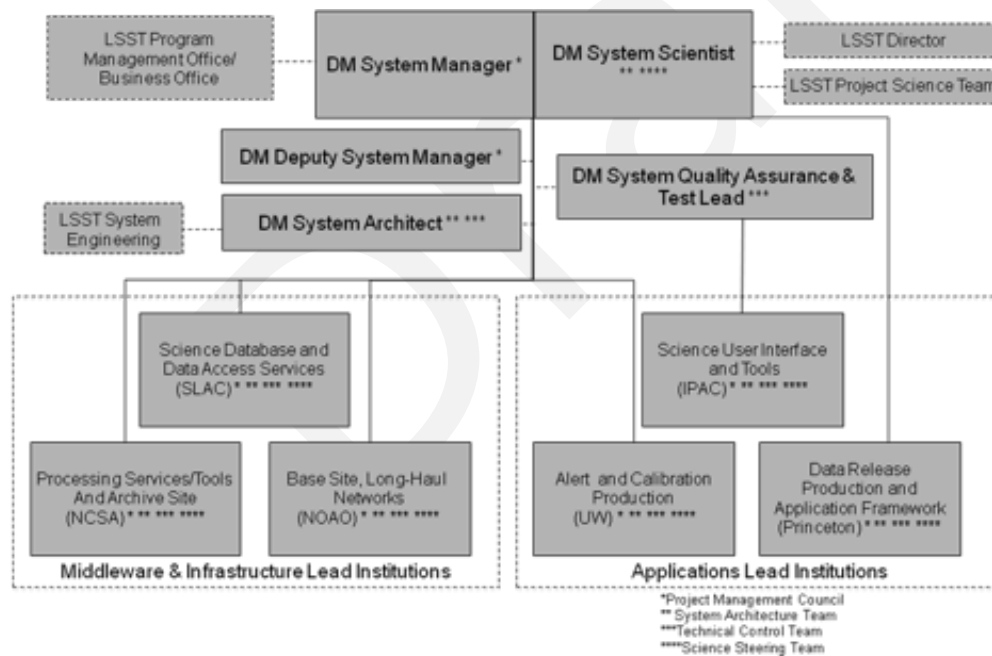 LSST Program
Management Office/
Business Office
DM System Manager *
DM System Scientist
** ****
LSST Director
LSST Project Science Team
DM Deputy System Manager *
DM System Quality Assurance &
Test Lead ***
LSST System
Engineering
DM System Architect ** ***
Science Database and
Data Access Services
(SLAC) * ** *** ****
Science User Interface
and Tools
(IPAC) * ** *** ****
Processing Services/Tools
And Archive Site
(NCSA) * ** *** ****
Base Site, Long-Haul
Networks
(NOAO) * ** *** ****
Alert and Calibration
Production
(UW) * ** *** ****
Data Release
Production and
Application Framework
(Princeton) * ** *** ****
Middleware & Infrastructure Lead Institutions
Applications Lead Institutions
*Project Management Council
** System Architecture Team
***Technical Control Team
****Science Steering Team